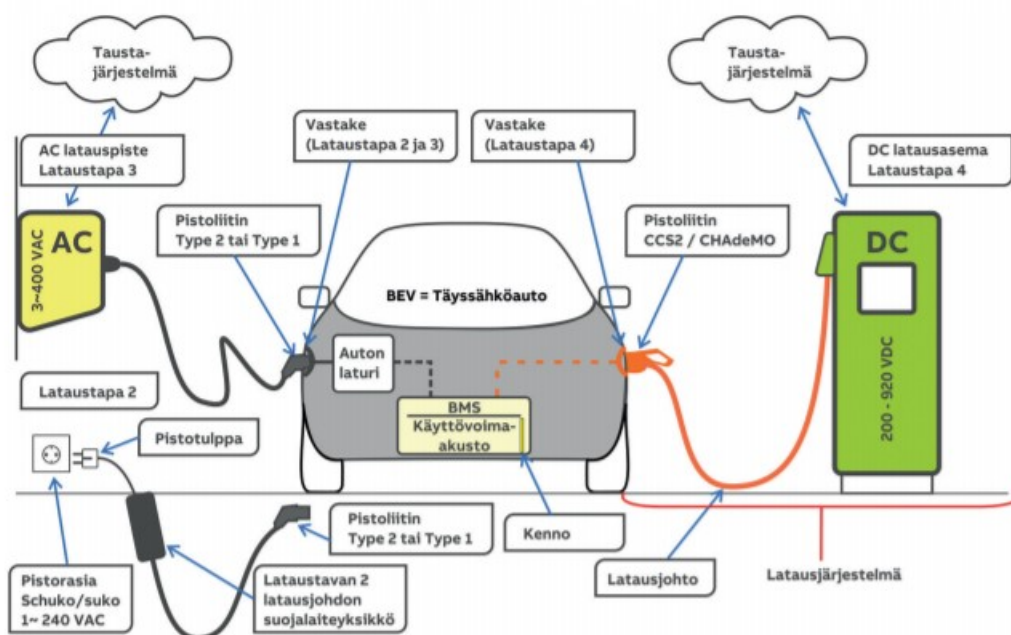 Tausta-
järjestelmä
Tausta-
järjestelmä
AC latauspiste
Lataustapa 3
Vastake
(Lataustapa 2 ja 3)
Vastake
(Lataustapa 4)
DC latausasema
Lataustapa 4
Pistoliitin
Type 2 tai Type 1
Pistoliitin
CCS2 / CHAdeMO
AC
3~400 VAC
DC
200 - 920 VDC
BEV = Täyssähköauto
Auton
laturi
BMS
Käyttövoima-
akusto
Lataustapa 2
Pistotulppa
Pistoliitin
Type 2 tai Type 1
Kenno
Latausjohto
Latausjärjestelmä
Pistorasia
Schuko/suko
1~ 240 VAC
Lataustavan 2
latausjohdon
suojalaiteyksikkö